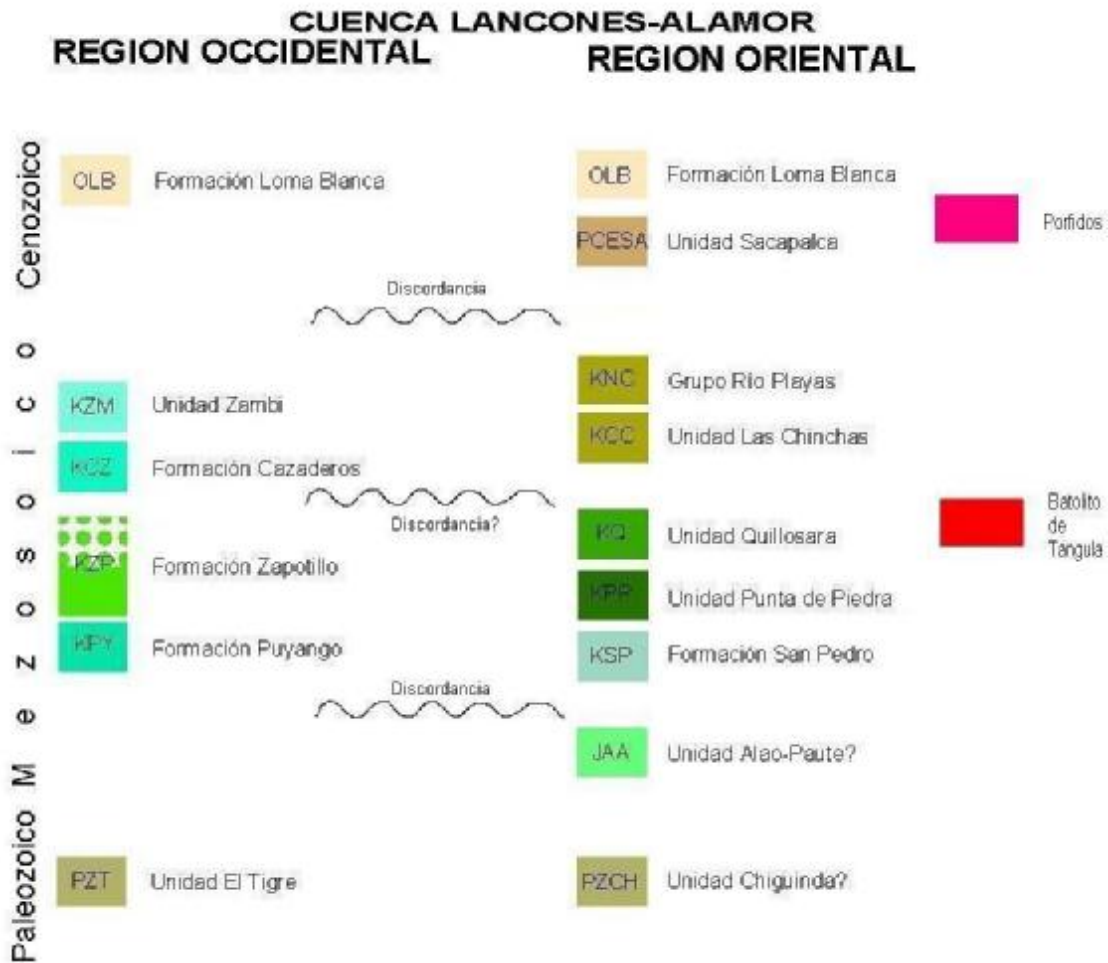 CUENCA LANCONES-ALAMOR
REGION OCCIDENTAL
REGION ORIENTAL
Cenozoico
Mezosoico
Paleozoico
OLB Formación Loma Blanca
Discordancia
KZM Unidad Zambi
KCZ Formación Cazaderos
Discordancia?
KZP Formación Zapotillo
KPY Formación Puyango
Discordancia
PZT Unidad El Tigre
OLB Formación Loma Blanca
PCESA Unidad Sacapalca
KNC Grupo Río Playas
KCC Unidad Las Chinchas
KQ Unidad Quillosara
KPP Unidad Punta de Piedra
KSP Formación San Pedro
JAA Unidad Alao-Paute?
PZCH Unidad Chiguinda?
Porfidos
Batolito
de
Tangula